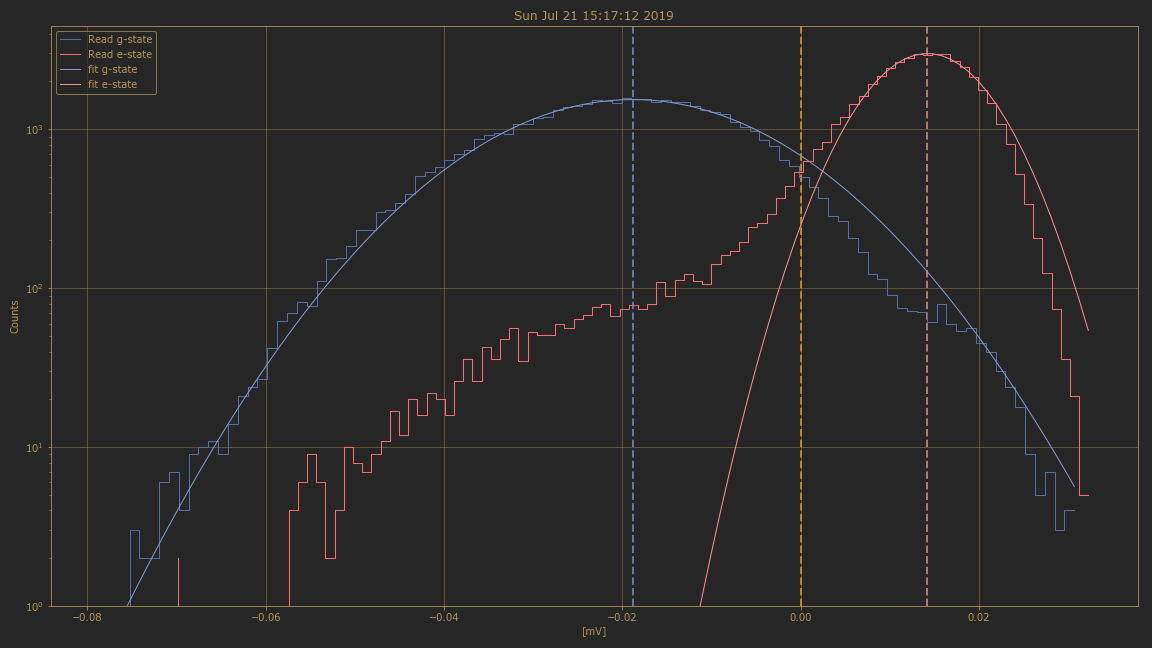 Sun Jul 21 15:17:12 2019
Read g-state
Read e-state
fit g-state
fit e-state
Counts
10³
10²
10¹
10⁰
−0.08 −0.06 −0.04 −0.02 0.00 0.02
[mV]